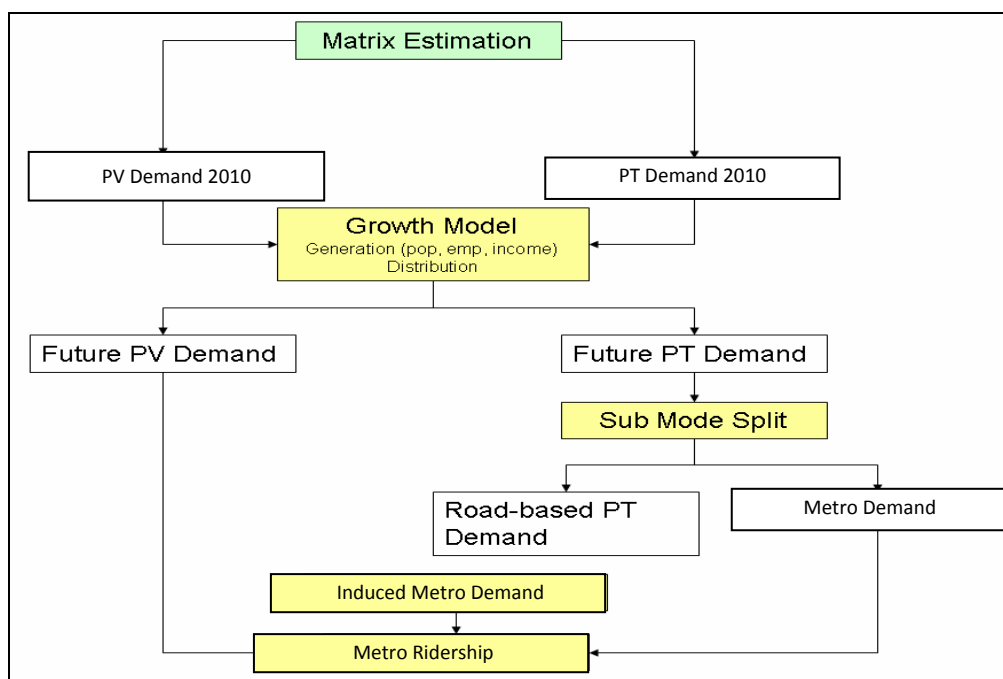 Matrix Estimation
PV Demand 2010
PT Demand 2010
Growth Model
Generation (pop, emp, income)
Distribution
Future PV Demand
Future PT Demand
Sub Mode Split
Road-based PT
Demand
Metro Demand
Induced Metro Demand
Metro Ridership